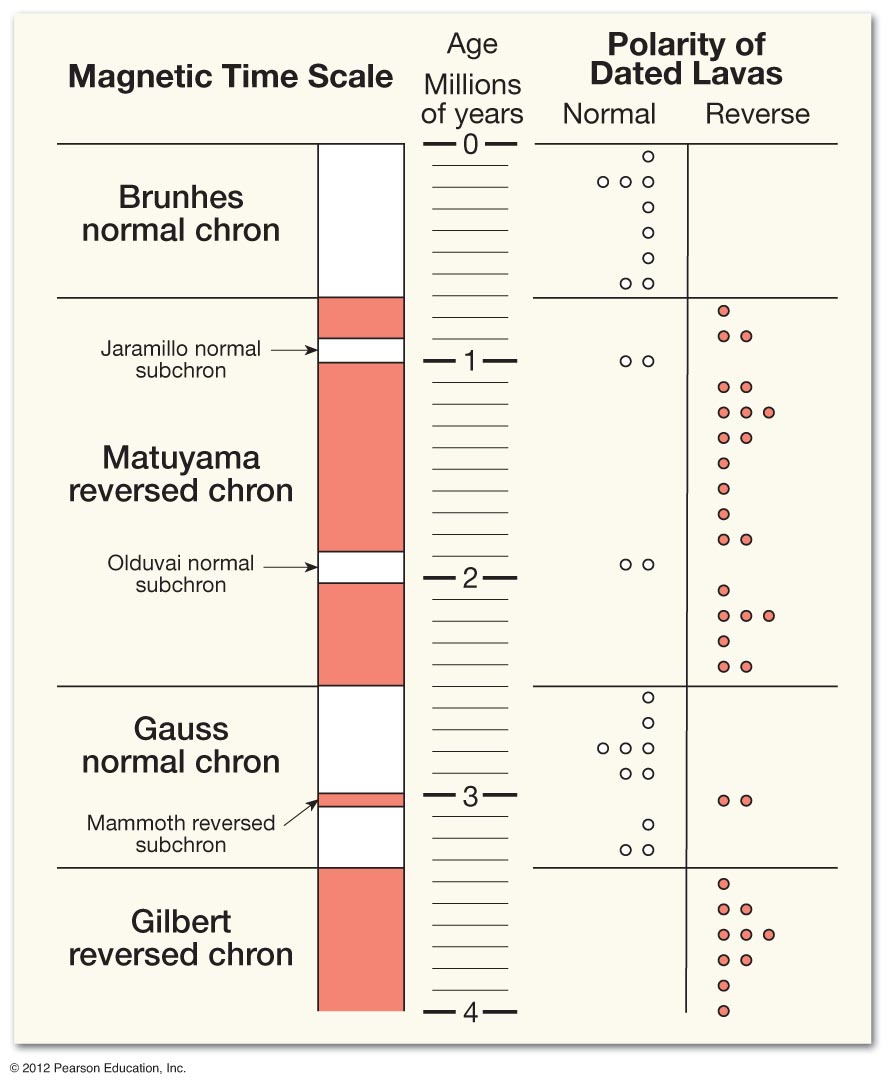 Magnetic Time Scale
Age
Millions
of years
Polarity of
Dated Lavas
Normal
Reverse
0
Brunhes
normal chron
Jaramillo normal
subchron
1
Matuyama
reversed chron
Olduvai normal
subchron
2
Gauss
normal chron
3
Mammoth reversed
subchron
Gilbert
reversed chron
4
© 2012 Pearson Education, Inc.